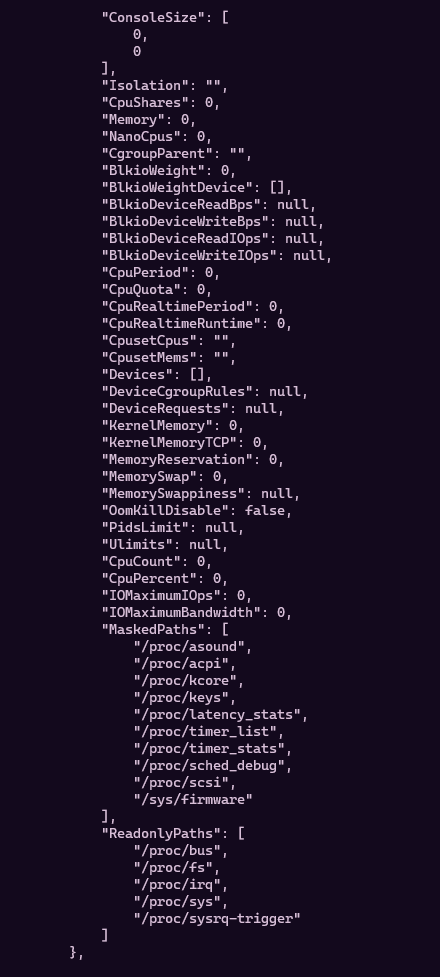 "ConsoleSize": [
0,
0
],
"Isolation": "",
"CpuShares": 0,
"Memory": 0,
"NanoCpus": 0,
"CgroupParent": "",
"BlkioWeight": 0,
"BlkioWeightDevice": [],
"BlkioDeviceReadBps": null,
"BlkioDeviceWriteBps": null,
"BlkioDeviceReadIOps": null,
"BlkioDeviceWriteIOps": null,
"CpuPeriod": 0,
"CpuQuota": 0,
"CpuRealtimePeriod": 0,
"CpuRealtimeRuntime": 0,
"CpusetCpus": "",
"CpusetMems": "",
"Devices": [],
"DeviceCgroupRules": null,
"DeviceRequests": null,
"KernelMemory": 0,
"KernelMemoryTCP": 0,
"MemoryReservation": 0,
"MemorySwap": 0,
"MemorySwappiness": null,
"OomKillDisable": false,
"PidsLimit": null,
"Ulimits": null,
"CpuCount": 0,
"CpuPercent": 0,
"IOMaximumIOps": 0,
"IOMaximumBandwidth": 0,
"MaskedPaths": [
"/proc/asound",
"/proc/acpi",
"/proc/kcore",
"/proc/keys",
"/proc/latency_stats",
"/proc/timer_list",
"/proc/timer_stats",
"/proc/sched_debug",
"/proc/scsi",
"/sys/firmware"
],
"ReadonlyPaths": [
"/proc/bus",
"/proc/fs",
"/proc/irq",
"/proc/sys",
"/proc/sysrq-trigger"
]
},